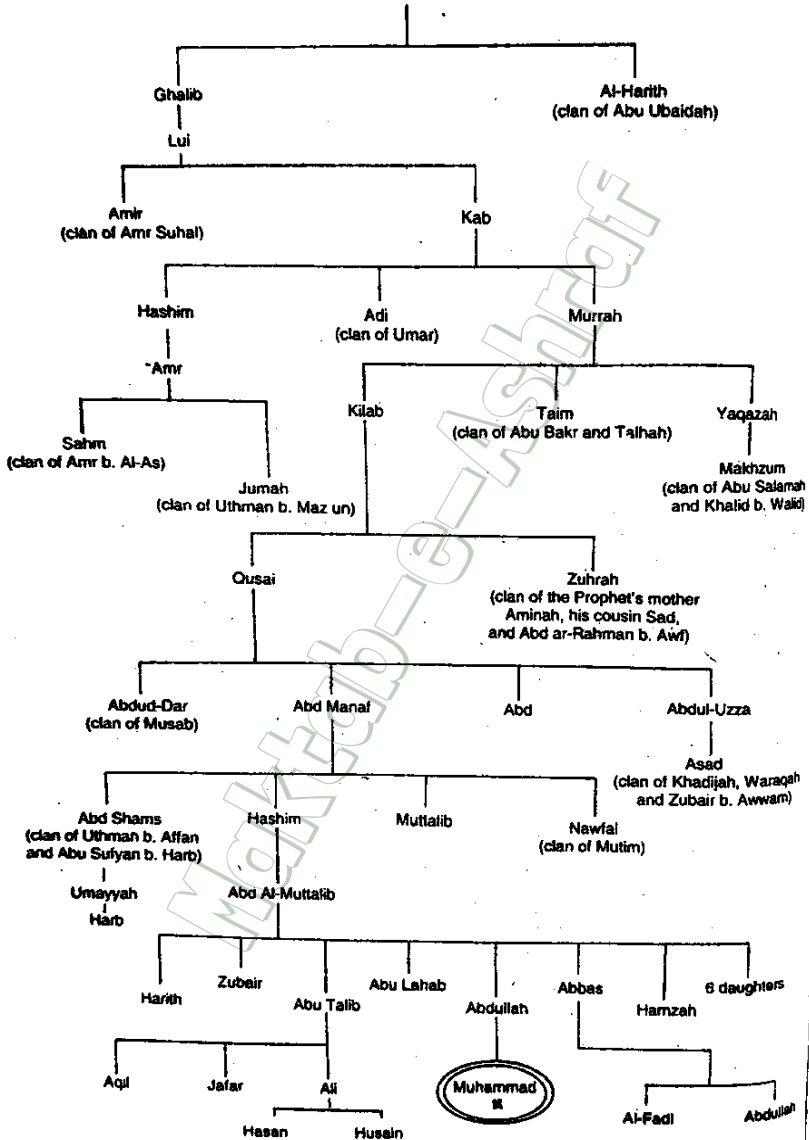 Ghalib
Al-Harith
(clan of Abu Ubaidah)
Lui
Amir
(clan of Amr Suhal)
Kab
Hashim
Adi
(clan of Umar)
Murrah
Amr
Kilab
Taim
(clan of Abu Bakr and Talhah)
Yaqazah
Sahm
(clan of Amr b. Al-As)
Jumah
(clan of Uthman b. Maz un)
Makhzum
(clan of Abu Salamah
and Khalid b. Walid)
Qusai
Zuhrah
(clan of the Prophet's mother
Aminah, his cousin Sad,
and Abd ar-Rahman b. Awf)
Abdud-Dar
(clan of Musab)
Abd Manaf
Abd
Abdul-Uzza
Asad
(clan of Khadijah, Waraqah
and Zubair b. Awwam)
Abd Shams
(clan of Uthman b. Affan
and Abu Sufyan b. Harb)
Hashim
Muttalib
Nawfal
(clan of Mutim)
Umayyah
Harb
Abd Al-Muttalib
Harith
Zubair
Abu Talib
Abu Lahab
Abdullah
Abbas
Hamzah
6 daughters
Aqil
Jafar
Ali
Muhammad
Al-Fadl
Abdullah
Hasan
Husain
Maktab-e-Ashraf